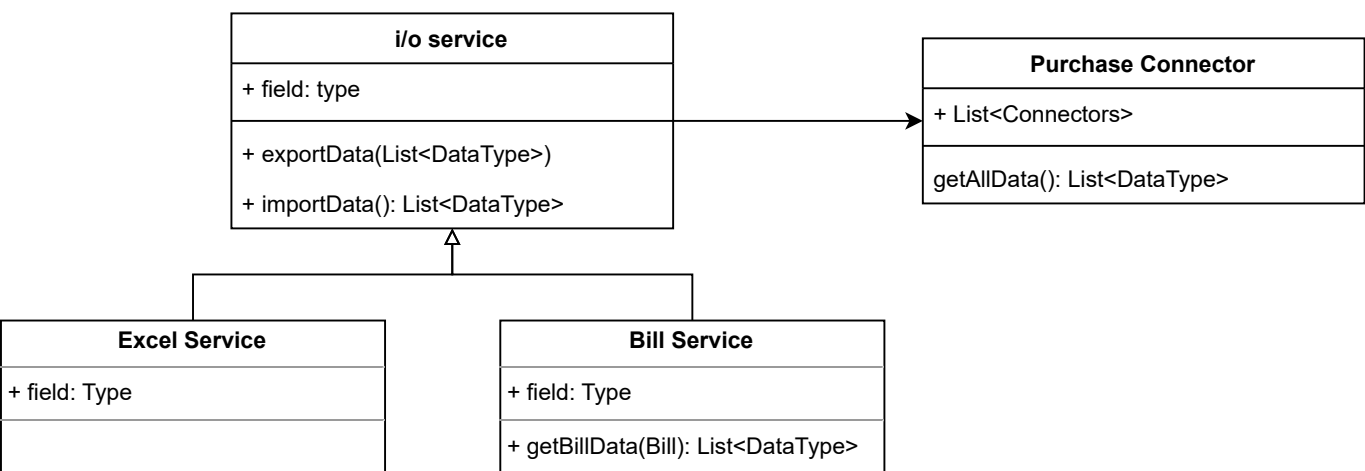 i/o service
+ field: type
+ exportData(List<DataType>)
+ importData(): List<DataType>
Purchase Connector
+ List<Connectors>
getAllData(): List<DataType>
Excel Service
+ field: Type
Bill Service
+ field: Type
+ getBillData(Bill): List<DataType>